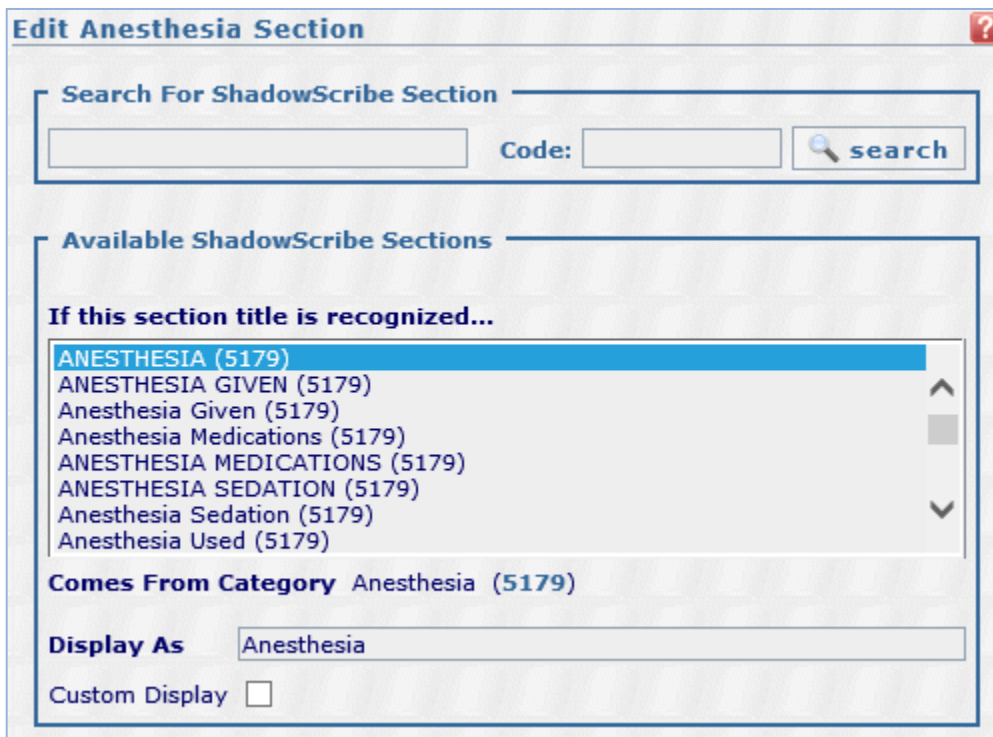 Edit Anesthesia Section ?
Search For ShadowScribe Section
Code: search
Available ShadowScribe Sections
If this section title is recognized...
ANESTHESIA (5179)
ANESTHESIA GIVEN (5179)
Anesthesia Given (5179)
Anesthesia Medications (5179)
ANESTHESIA MEDICATIONS (5179)
ANESTHESIA SEDATION (5179)
Anesthesia Sedation (5179)
Anesthesia Used (5179)
Comes From Category Anesthesia (5179)
Display As Anesthesia
Custom Display